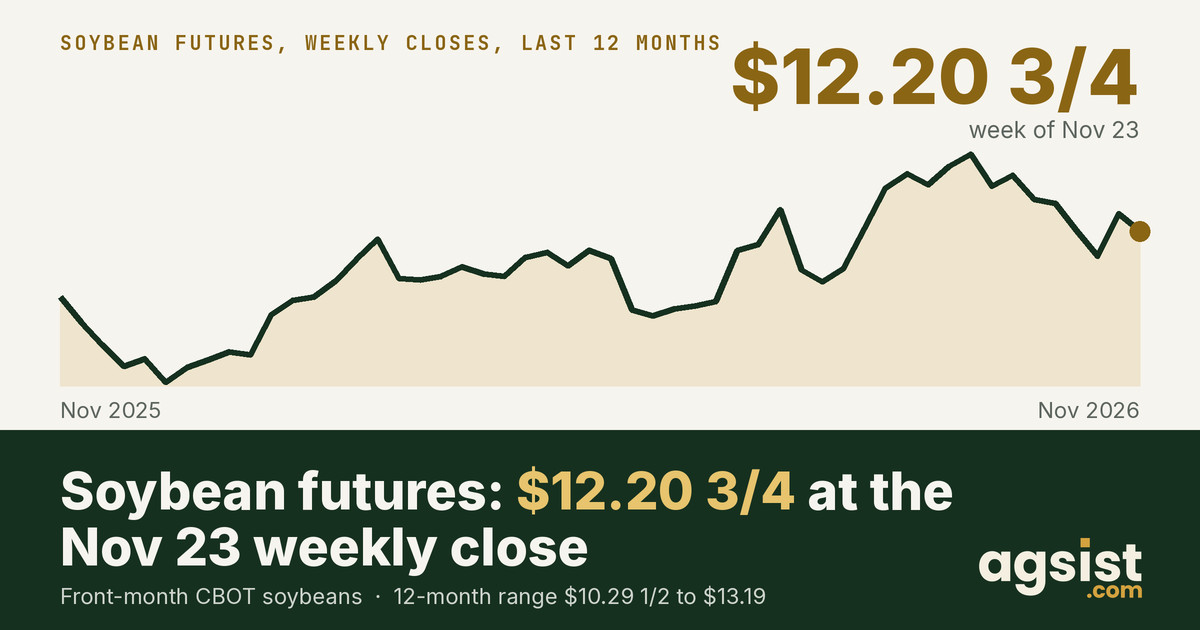 SOYBEAN FUTURES, WEEKLY CLOSES, LAST 12 MONTHS
$12.20 3/4
week of Nov 23
Nov 2025
Nov 2026
Soybean futures: $12.20 3/4 at the
Nov 23 weekly close
Front-month CBOT soybeans · 12-month range $10.29 1/2 to $13.19
agsist
.com